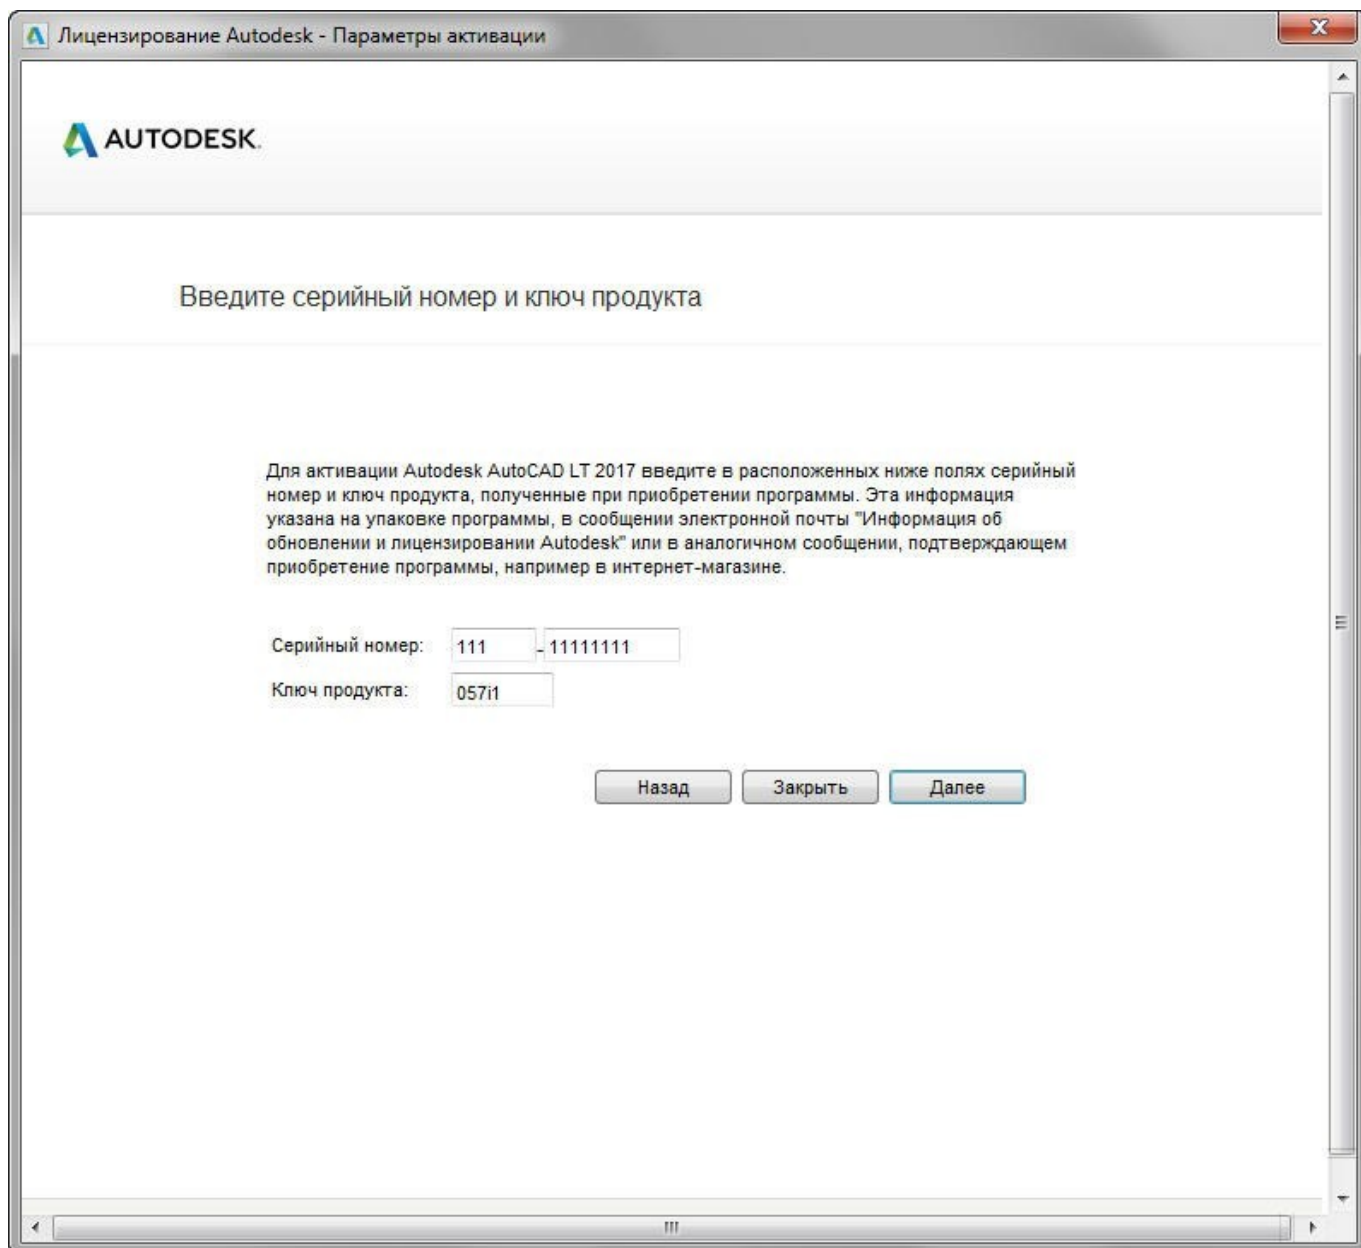 Лицензирование Autodesk - Параметры активации
AUTODESK.
Введите серийный номер и ключ продукта
Для активации Autodesk AutoCAD LT 2017 введите в расположенных ниже полях серийный
номер и ключ продукта, полученные при приобретении программы. Эта информация
указана на упаковке программы, в сообщении электронной почты "Информация об
обновлении и лицензировании Autodesk" или в аналогичном сообщении, подтверждающем
приобретение программы, например в интернет-магазине.
Серийный номер: 111 - 11111111
Ключ продукта: 057i1
Назад Закрыть Далее